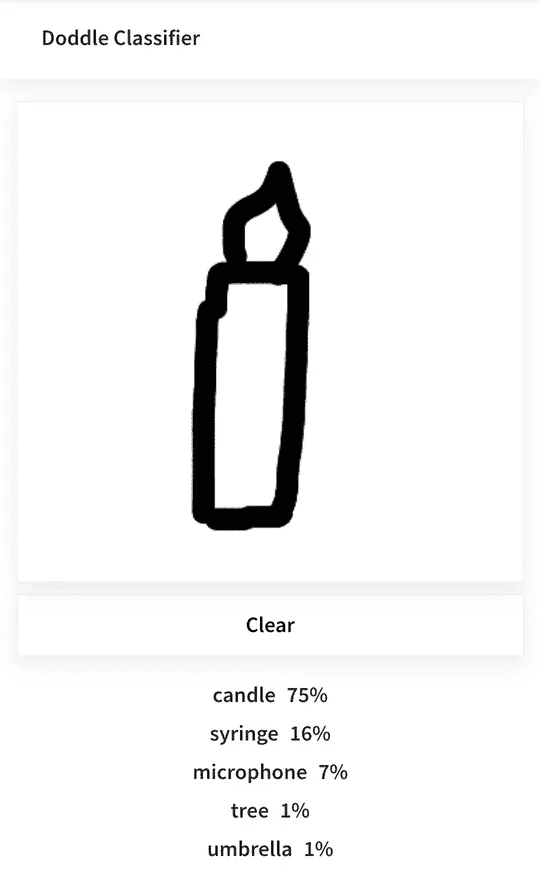 Doddle Classifier
Clear
candle 75%
syringe 16%
microphone 7%
tree 1%
umbrella 1%